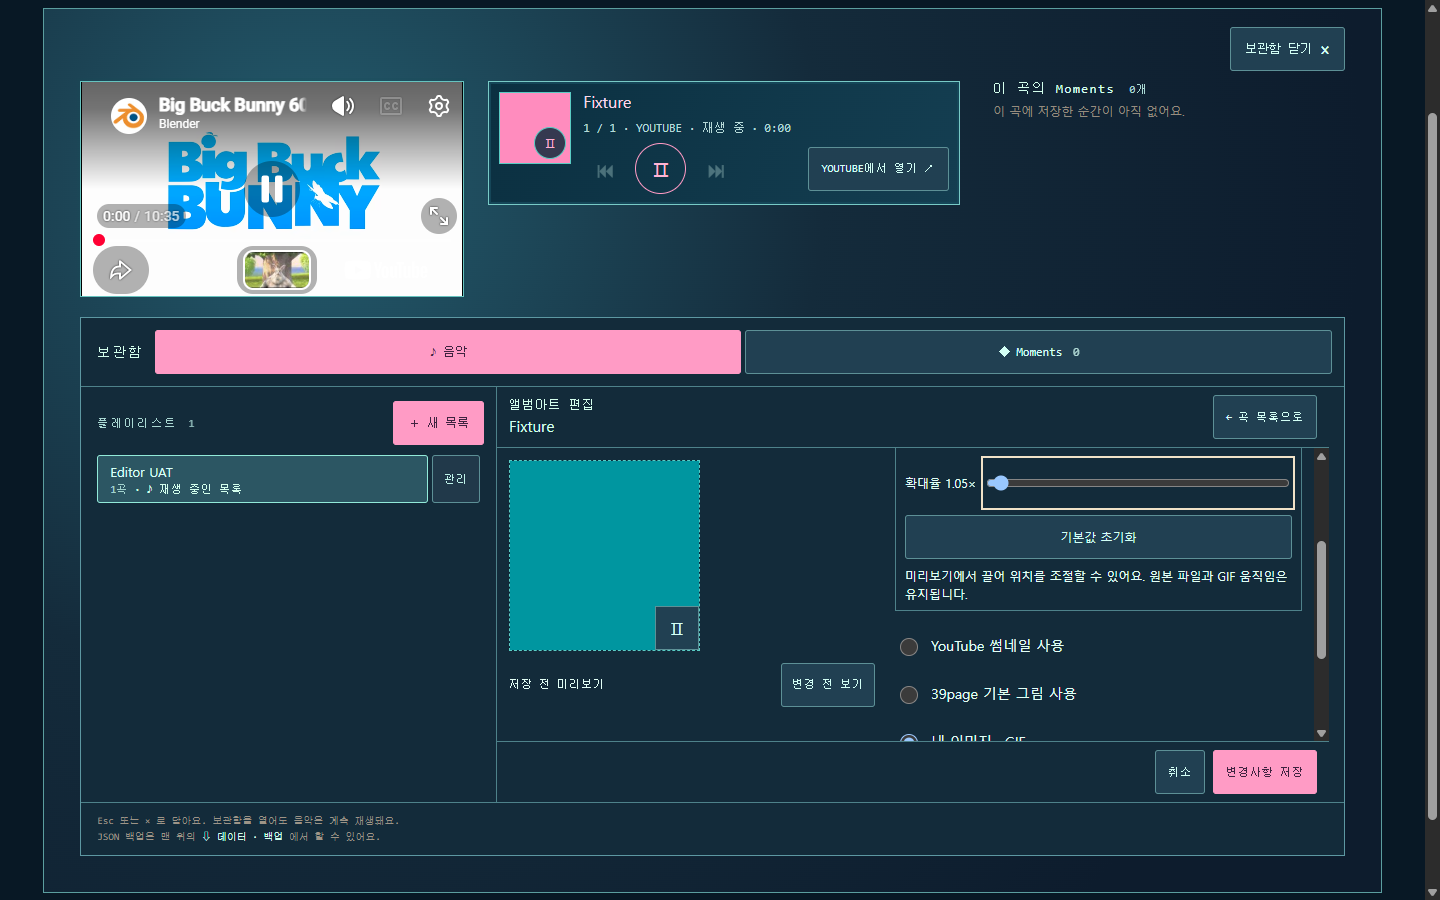 보관함 닫기 ×
Big Buck Bunny 60
Blender
CC
Big Buck
BUNNY
0:00 / 10:35
Fixture
1 / 1 · YOUTUBE · 재생 중 · 0:00
YOUTUBE에서 열기 ↗
이 곡의 Moments 0개
이 곡에 저장한 순간이 아직 없어요.
보관함
♪ 음악
◆ Moments 0
플레이리스트 1
+ 새 목록
Editor UAT
1곡 · ♪ 재생 중인 목록
관리
앨범아트 편집
Fixture
← 곡 목록으로
확대율 1.05×
기본값 초기화
미리보기에서 끌어 위치를 조절할 수 있어요. 원본 파일과 GIF 움직임은
유지됩니다.
YouTube 썸네일 사용
39page 기본 그림 사용
내 이미지 · GIF
저장 전 미리보기
변경 전 보기
취소
변경사항 저장
Esc 또는 × 로 닫아요. 보관함을 열어도 음악은 계속 재생돼요.
JSON 백업은 맨 위의 ⇩ 데이터 · 백업 에서 할 수 있어요.